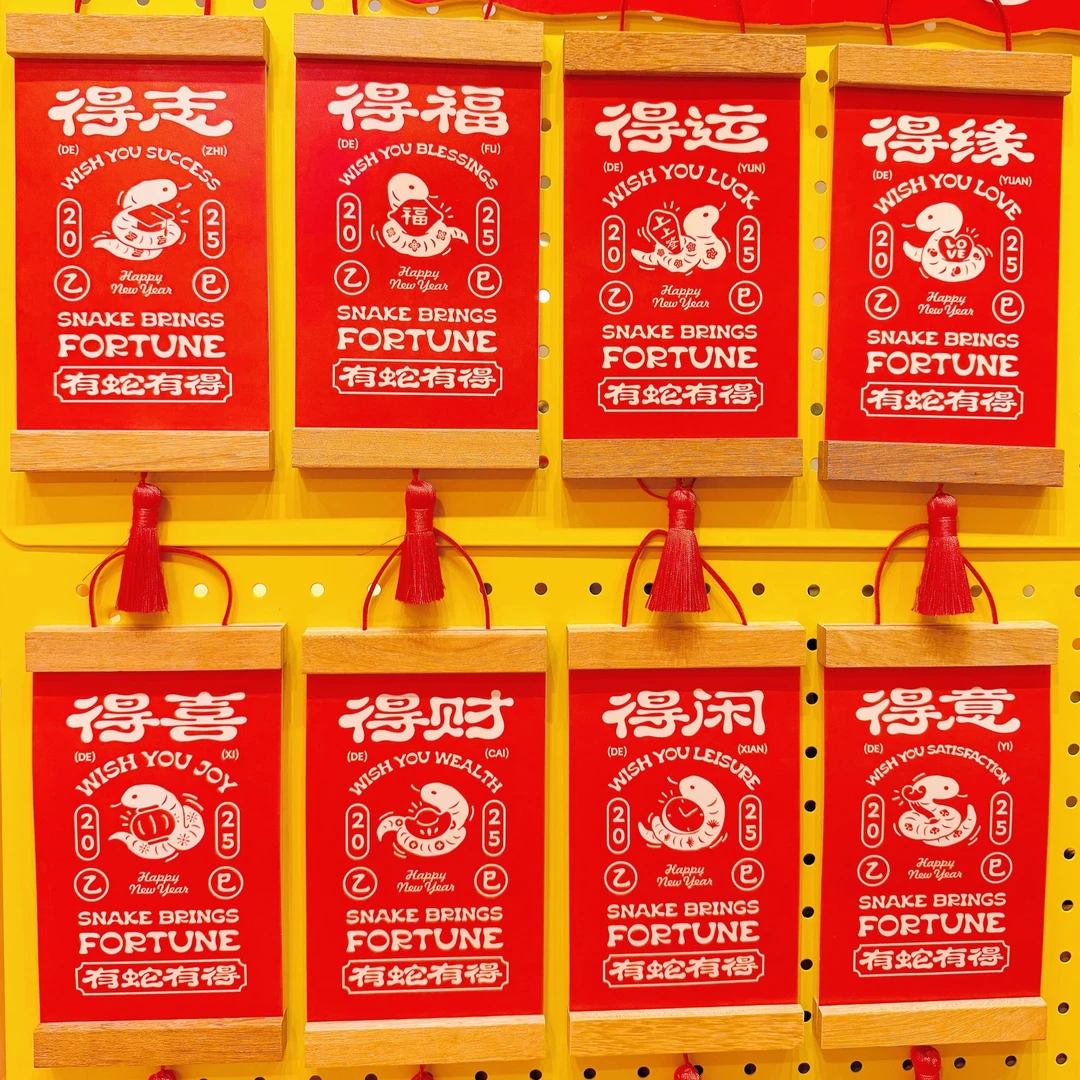 得志
(DE) (ZHI)
WISH YOU SUCCESS
20 25
乙 Happy New Year 巳
SNAKE BRINGS
FORTUNE
有蛇有得
得福
(DE) (FU)
WISH YOU BLESSINGS
福
20 25
乙 Happy New Year 巳
SNAKE BRINGS
FORTUNE
有蛇有得
得运
(DE) (YUN)
WISH YOU LUCK
上上签
20 25
乙 Happy New Year 巳
SNAKE BRINGS
FORTUNE
有蛇有得
得缘
(DE) (YUAN)
WISH YOU LOVE
LOVE
20 25
乙 Happy New Year 巳
SNAKE BRINGS
FORTUNE
有蛇有得
得喜
(DE) (XI)
WISH YOU JOY
20 25
乙 Happy New Year 巳
SNAKE BRINGS
FORTUNE
有蛇有得
得财
(DE) (CAI)
WISH YOU WEALTH
20 25
乙 Happy New Year 巳
SNAKE BRINGS
FORTUNE
有蛇有得
得闲
(DE) (XIAN)
WISH YOU LEISURE
20 25
乙 Happy New Year 巳
SNAKE BRINGS
FORTUNE
有蛇有得
得意
(DE) (YI)
WISH YOU SATISFACTION
20 25
乙 Happy New Year 巳
SNAKE BRINGS
FORTUNE
有蛇有得